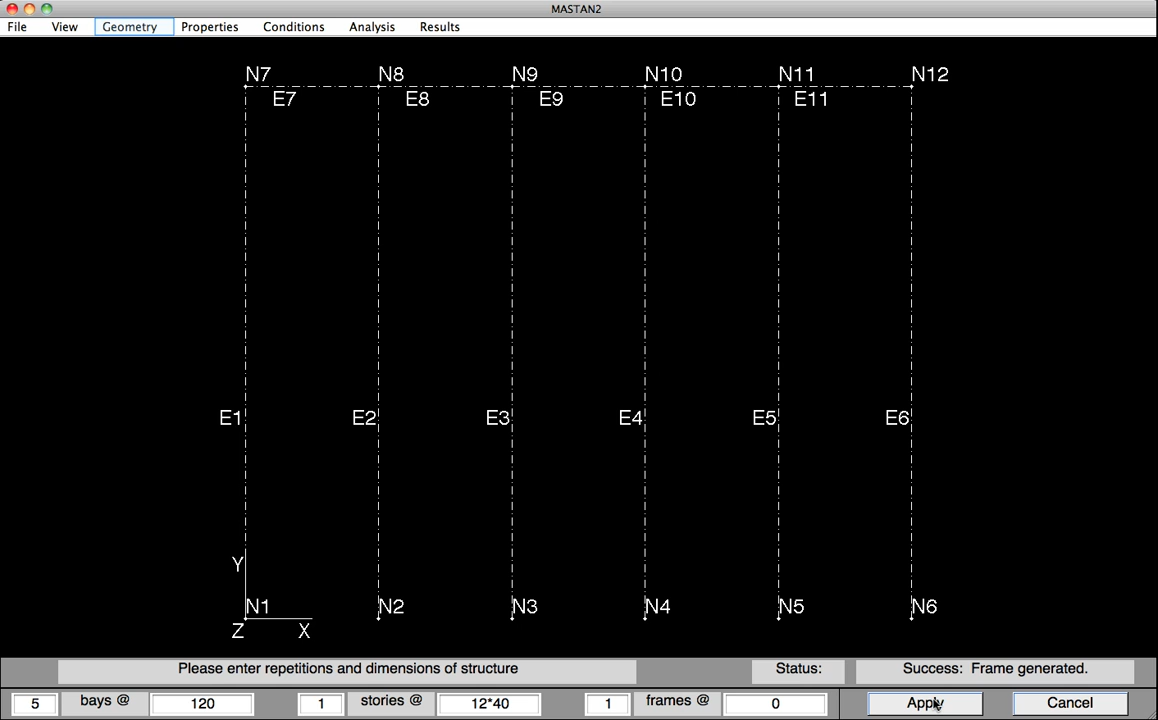 MASTAN2
File View Geometry Properties Conditions Analysis Results
N7 N8 N9 N10 N11 N12
E7 E8 E9 E10 E11
E1 E2 E3 E4 E5 E6
Y
N1 N2 N3 N4 N5 N6
Z X
Please enter repetitions and dimensions of structure Status: Success: Frame generated.
5 bays @ 120 1 stories @ 12*40 1 frames @ 0 Apply Cancel